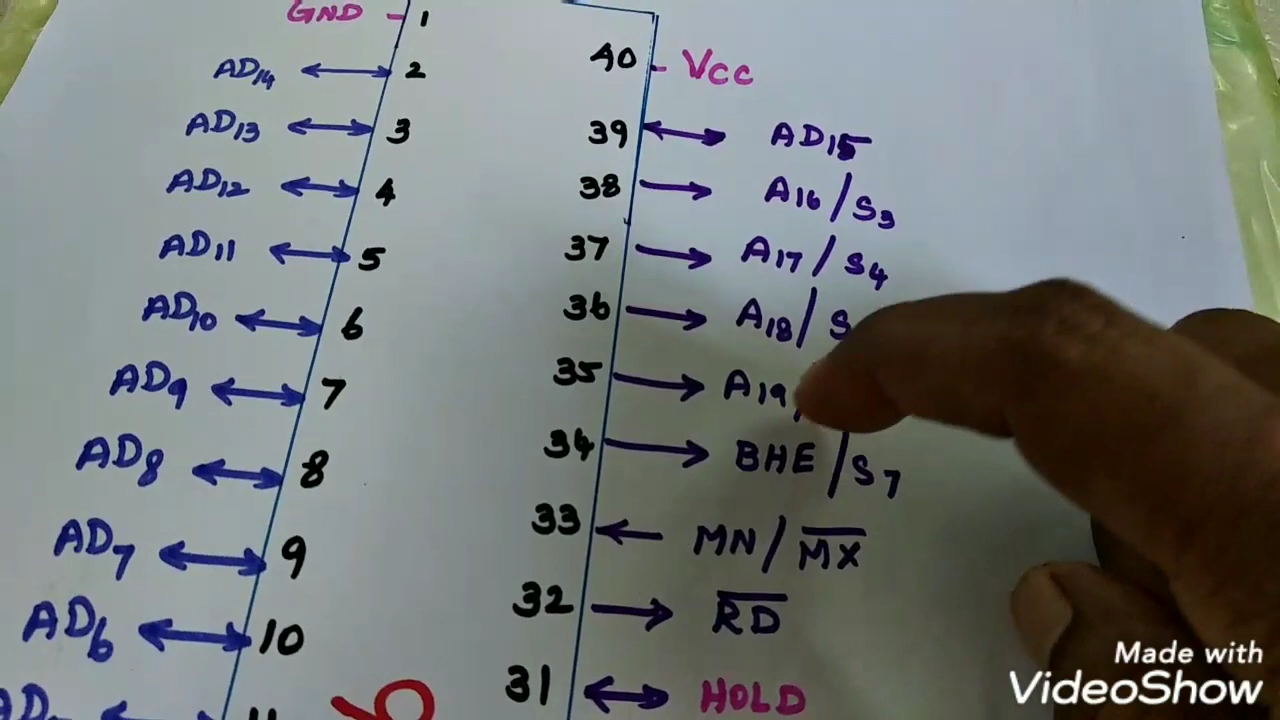 GND 1
AD14 2
AD13 3
AD12 4
AD11 5
AD10 6
AD9 7
AD8 8
AD7 9
AD6 10
11
40 VCC
39 AD15
38 A16/S3
37 A17/S4
36 A18/S
35 A19
34 BHE/S7
33 MN/M̅X̅
32 R̅D̅
31 HOLD
Made with
VideoShow